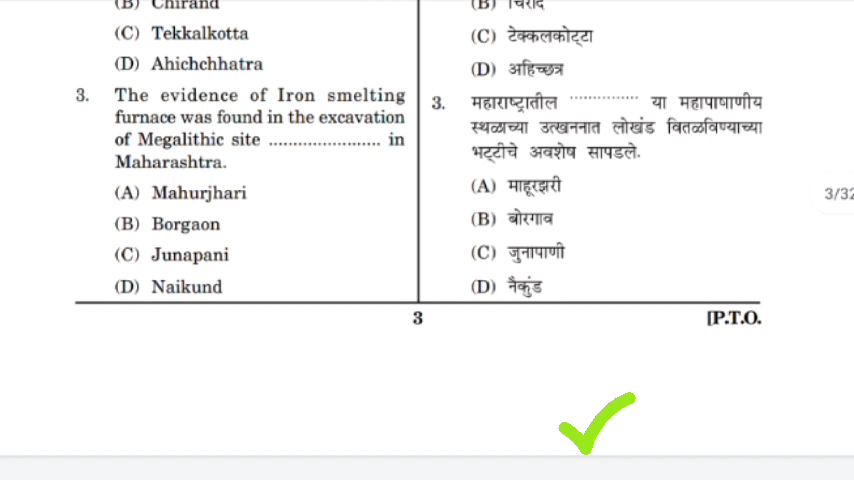 (B) Chirand
(C) Tekkalkotta
(D) Ahichchhatra
3. The evidence of Iron smelting
furnace was found in the excavation
of Megalithic site ........................ in
Maharashtra.
(A) Mahurjhari
(B) Borgaon
(C) Junapani
(D) Naikund
(B) चिरांद
(C) टेक्कलकोट्टा
(D) अहिच्छत्र
3. महाराष्ट्रातील ............... या महापाषाणीय
स्थळाच्या उत्खननात लोखंड वितळविण्याच्या
भट्टीचे अवशेष सापडले.
(A) माहूरझरी
(B) बोरगाव
(C) जुनापाणी
(D) नैकुंड
3/32
3
[P.T.O.